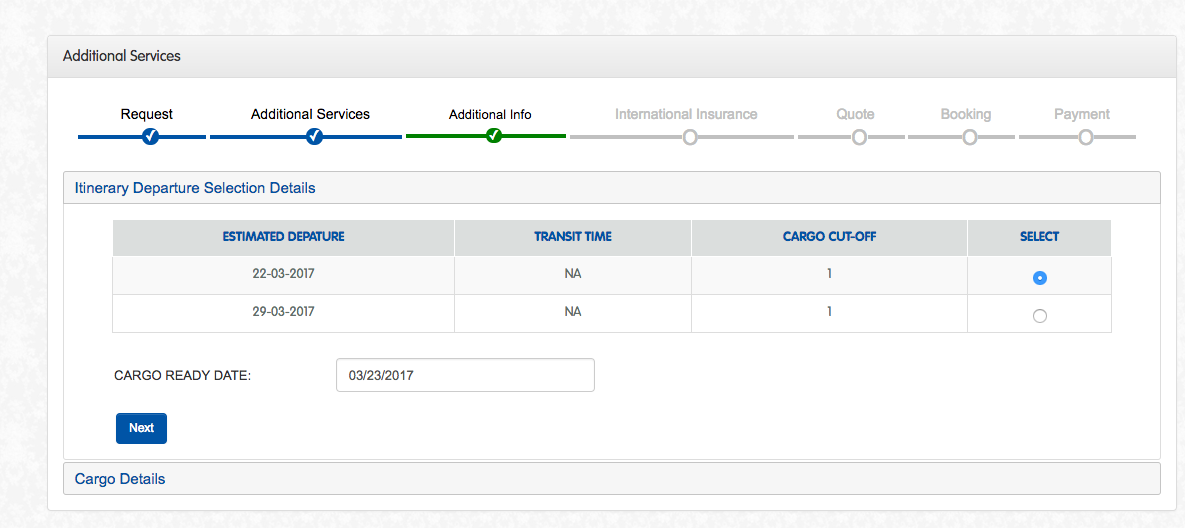 Additional Services
Request Additional Services Additional Info International Insurance Quote Booking Payment
Itinerary Departure Selection Details
ESTIMATED DEPATURE TRANSIT TIME CARGO CUT-OFF SELECT
22-03-2017 NA 1
29-03-2017 NA 1
CARGO READY DATE: 03/23/2017
Next
Cargo Details